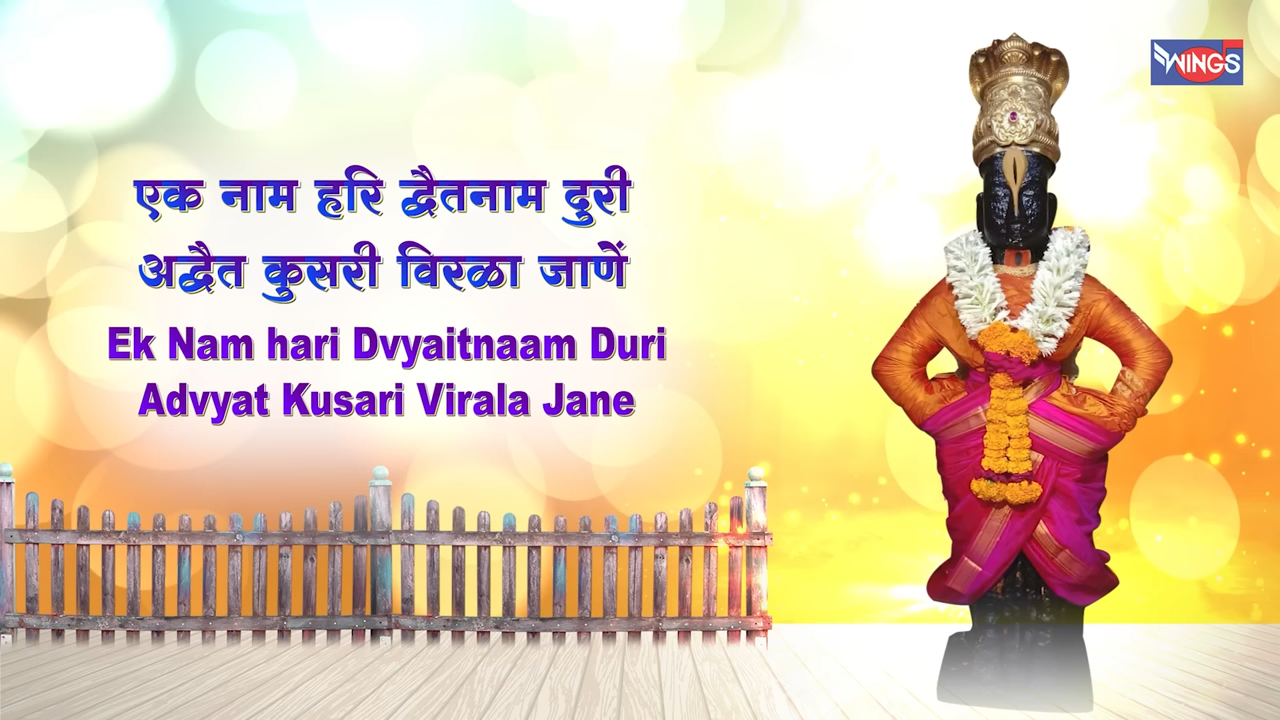 एक नाम हरि द्वैतनाम दुरी
अद्वैत कुसरी विरळा जाणें
Ek Nam hari Dvyaitnaam Duri
Advyat Kusari Virala Jane
WINGS